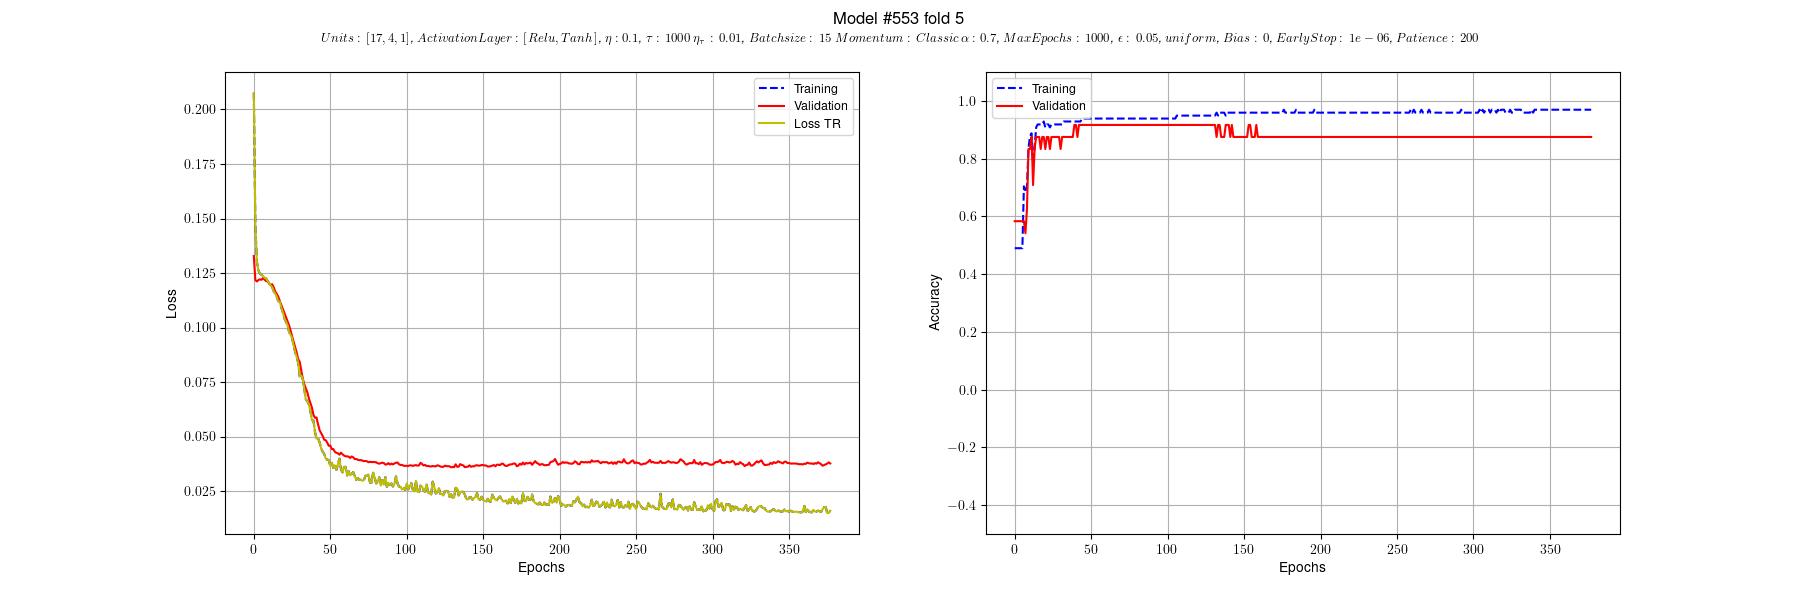 Model #553 fold 5
Units : [17, 4, 1], ActivationLayer : [Relu, Tanh], η : 0.1, τ : 1000 ητ : 0.01, Batchsize : 15 Momentum : Classic α : 0.7, MaxEpochs : 1000, ϵ : 0.05, uniform, Bias : 0, EarlyStop : 1e − 06, Patience : 200
Training
Validation
Loss TR
0.200
0.175
0.150
0.125
0.100
0.075
0.050
0.025
Loss
0 50 100 150 200 250 300 350
Epochs
Training
Validation
1.0
0.8
0.6
0.4
0.2
0.0
−0.2
−0.4
Accuracy
0 50 100 150 200 250 300 350
Epochs